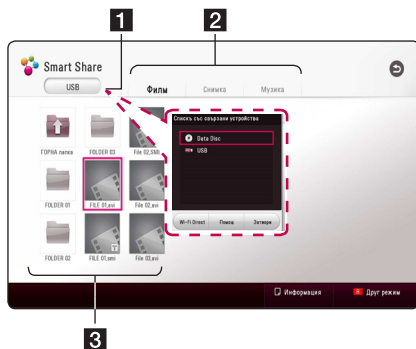 1
2
Smart Share
USB
Филм
Снимка
Музика
Списъкъ със свързани устройства
Data Disc
USB
Wi-Fi Direct
Помощ
Затвори
ГОРНА папка
FOLDER 03
File 02.SMI
FOLDER 01
FILE 01.avi
File 02.avi
FOLDER 02
FILE 01.smi
File 02.avi
Информация
R Друг режим
3